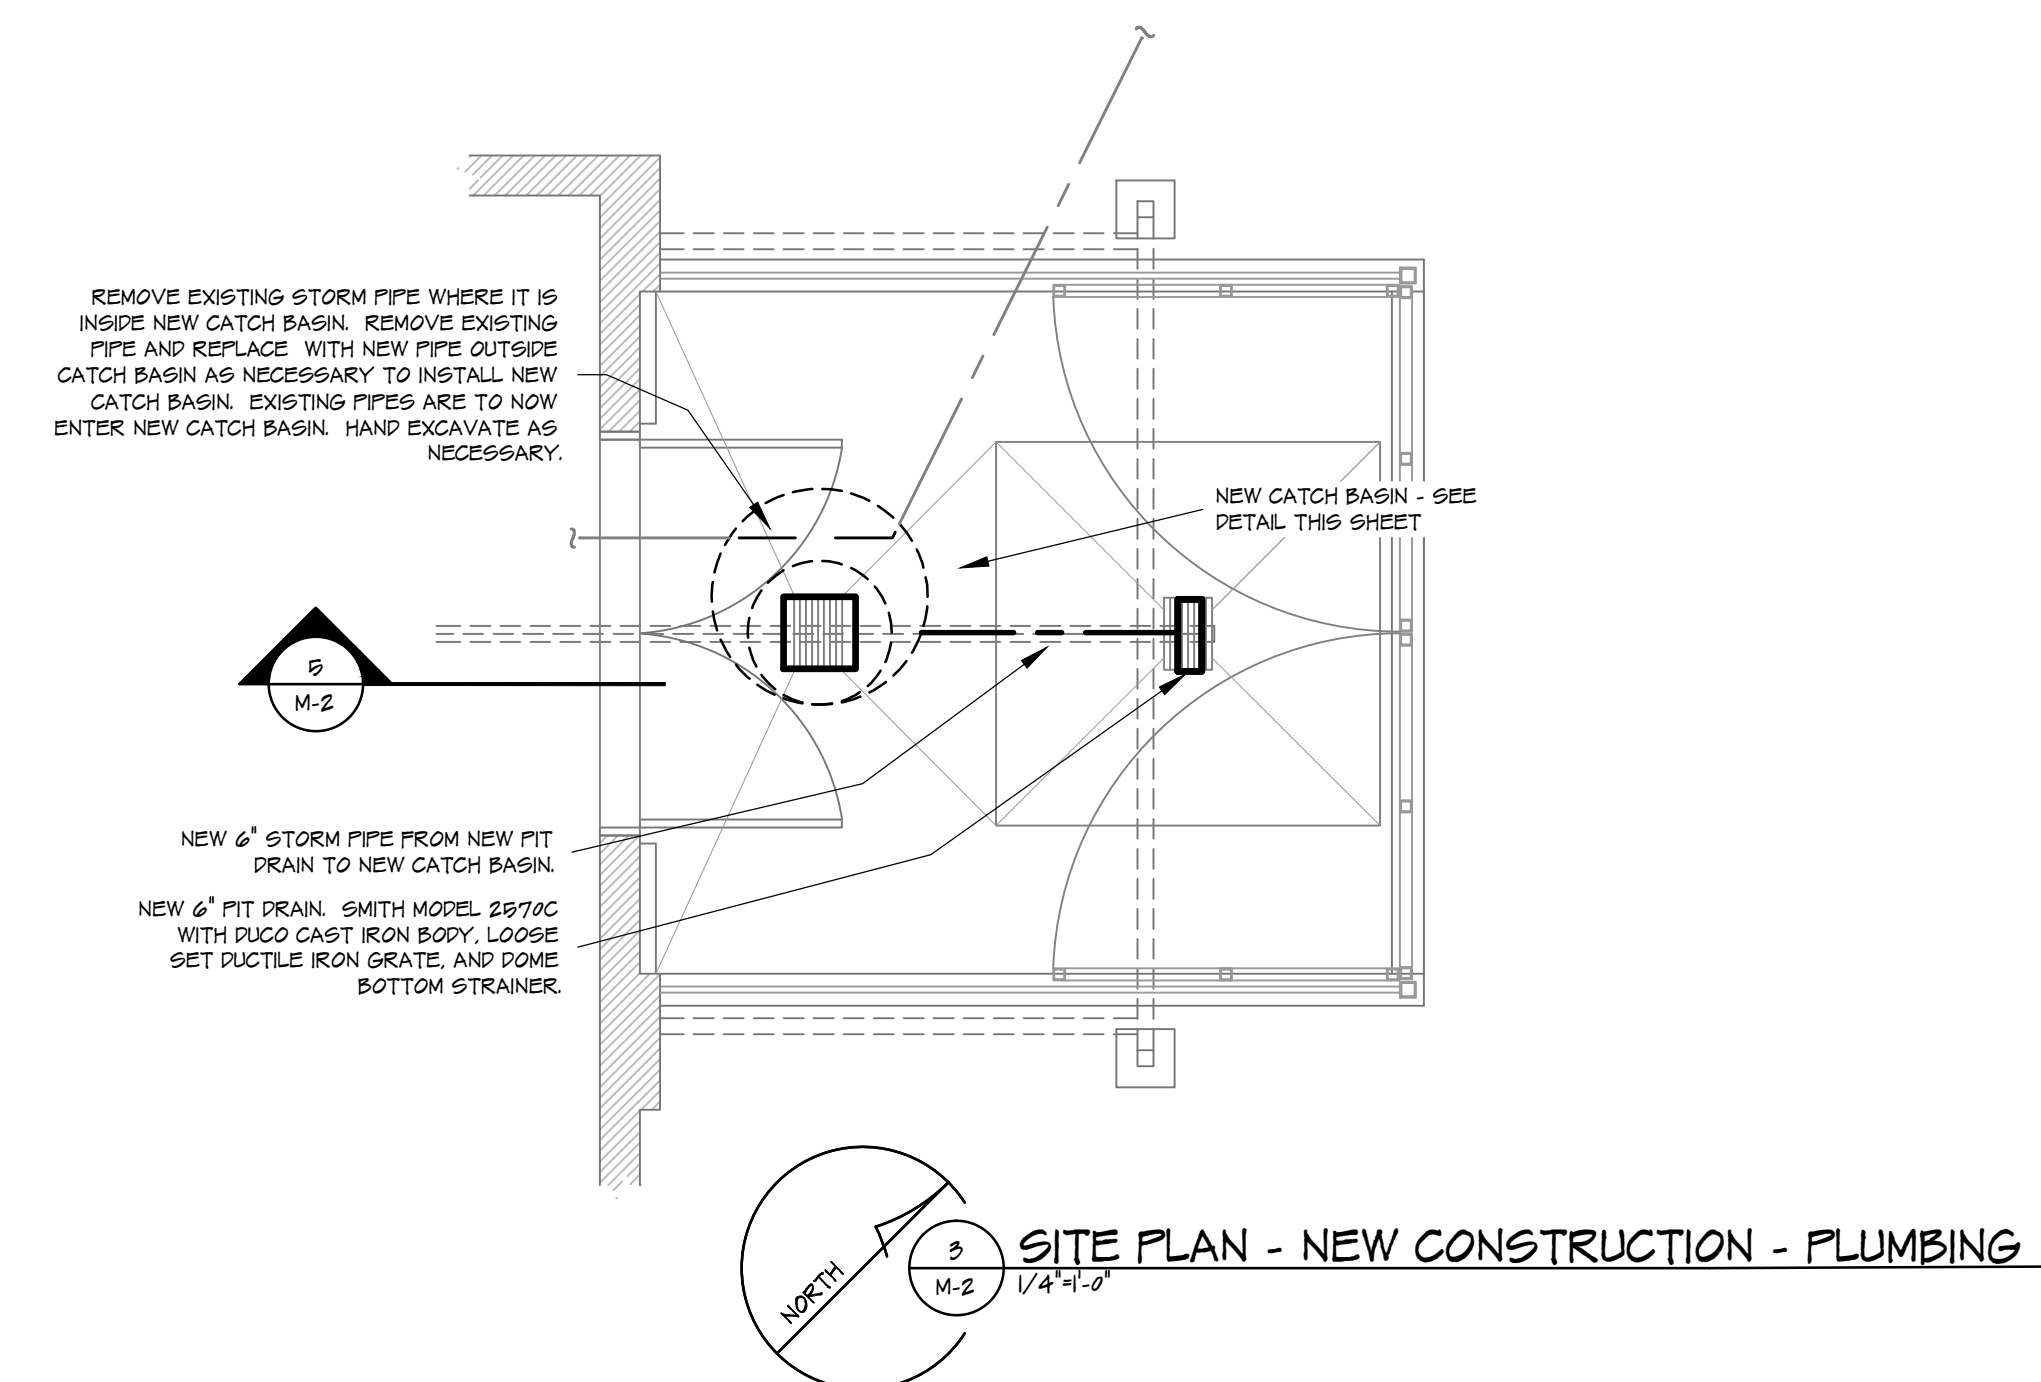 REMOVE EXISTING STORM PIPE WHERE IT IS
INSIDE NEW CATCH BASIN. REMOVE EXISTING
PIPE AND REPLACE WITH NEW PIPE OUTSIDE
CATCH BASIN AS NECESSARY TO INSTALL NEW
CATCH BASIN. EXISTING PIPES ARE TO NOW
ENTER NEW CATCH BASIN. HAND EXCAVATE AS
NECESSARY.
NEW CATCH BASIN - SEE
DETAIL THIS SHEET
5
M-2
NEW 6" STORM PIPE FROM NEW PIT
DRAIN TO NEW CATCH BASIN.
NEW 6" PIT DRAIN. SMITH MODEL 2570C
WITH DUCO CAST IRON BODY, LOOSE
SET DUCTILE IRON GRATE, AND DOME
BOTTOM STRAINER.
NORTH
3
M-2
SITE PLAN - NEW CONSTRUCTION - PLUMBING
1/4"=1'-0"